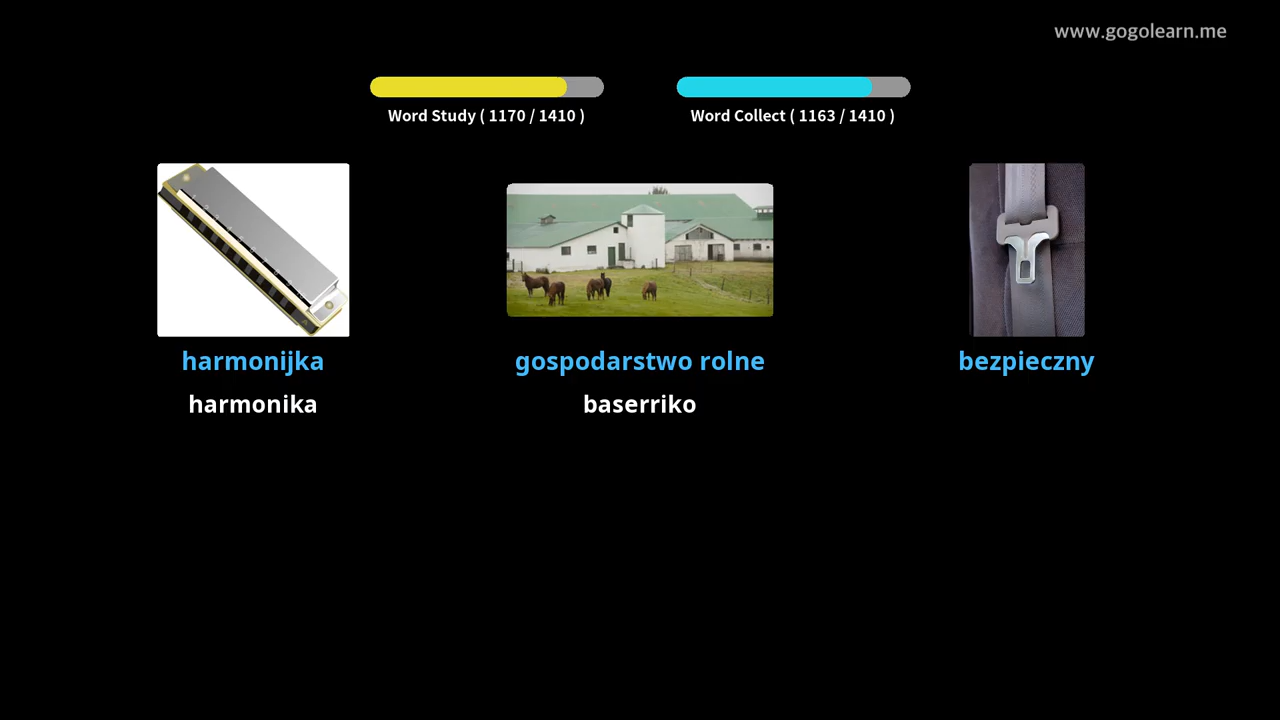 www.gogolearn.me
Word Study ( 1170 / 1410 )
Word Collect ( 1163 / 1410 )
harmonijka
gospodarstwo rolne
bezpieczny
harmonika
baserriko